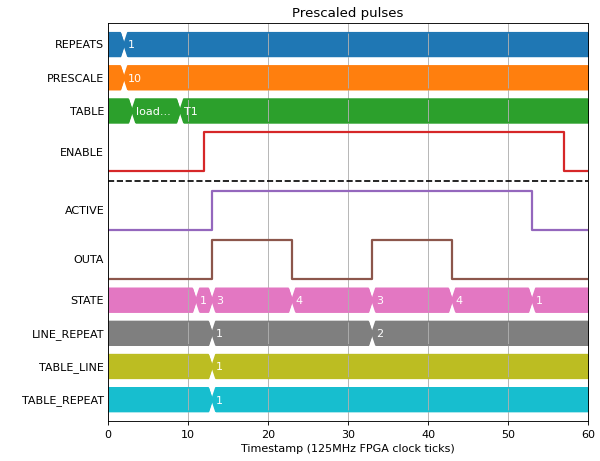 Prescaled pulses
REPEATS 1
PRESCALE 10
TABLE load... T1
ENABLE
ACTIVE
OUTA
STATE 1 3 4 3 4 1
LINE_REPEAT 1 2
TABLE_LINE 1
TABLE_REPEAT 1
0 10 20 30 40 50 60
Timestamp (125MHz FPGA clock ticks)